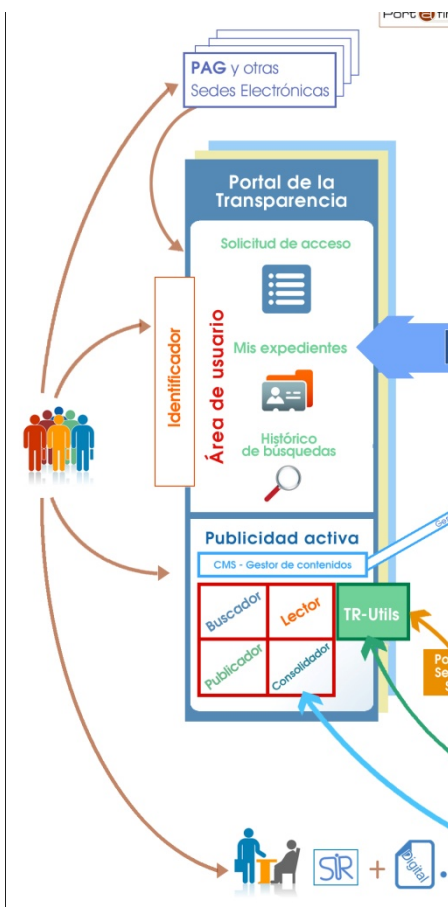 PAG y otras
Sedes Electrónicas
Portal de la
Transparencia
Solicitud de acceso
Identificador
Área de usuario
Mis expedientes
Histórico
de búsquedas
Publicidad activa
CMS - Gestor de contenidos
Buscador
Lector
TR-Utils
Publicador
Consolidador
SIR
+
Digital